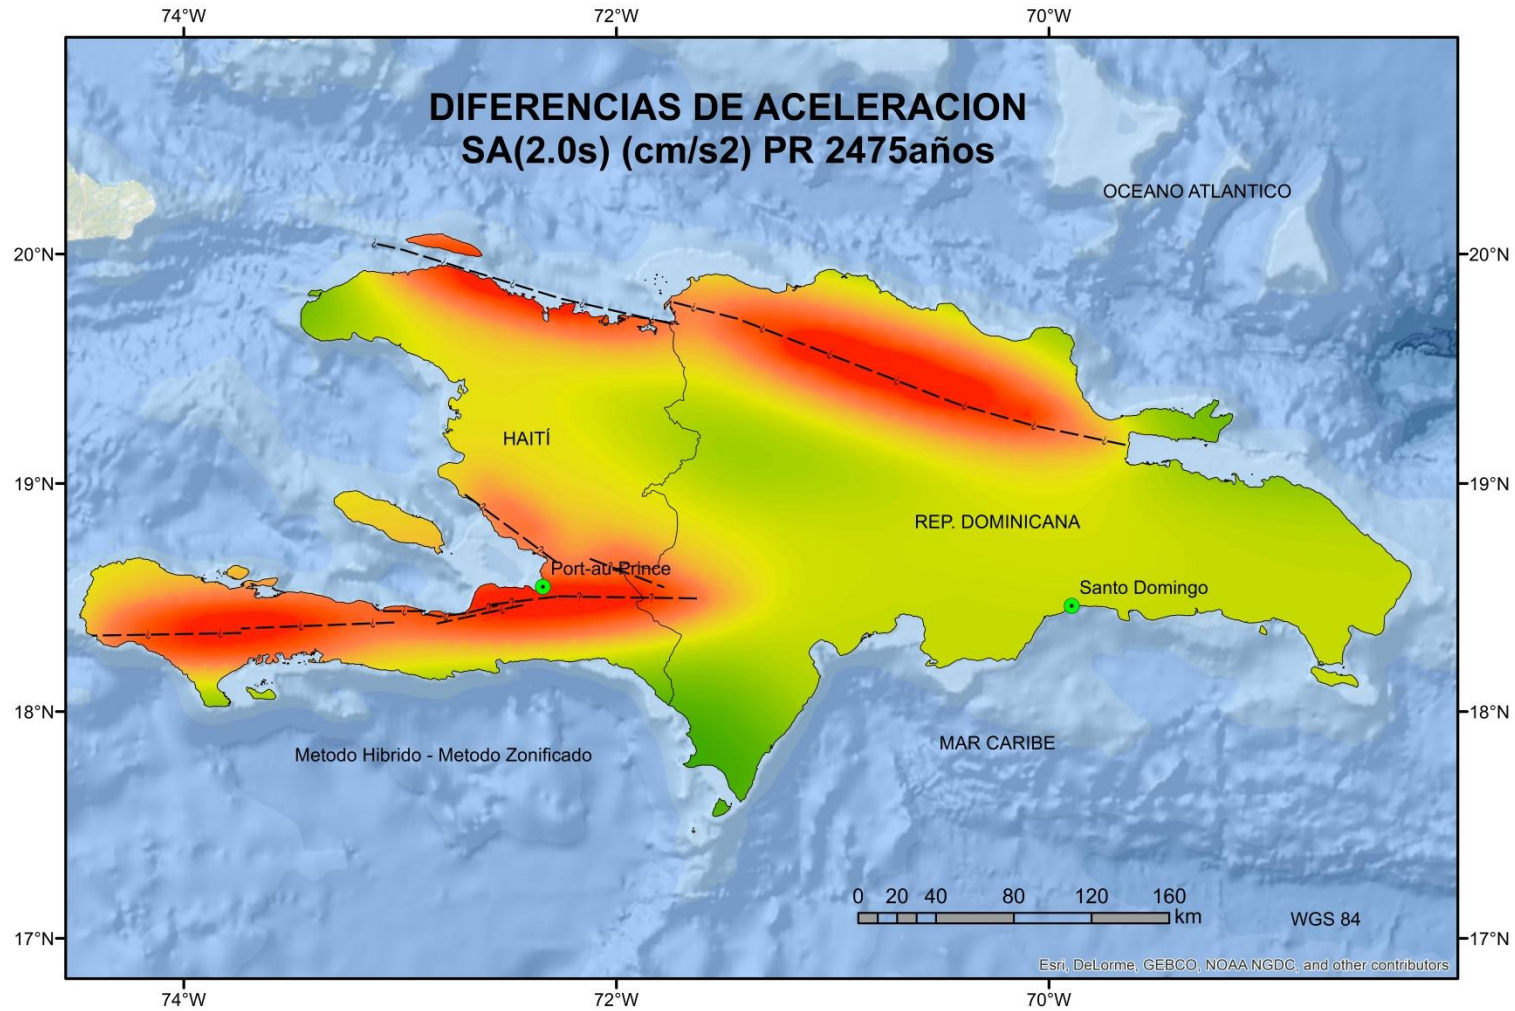 74°W
72°W
70°W
DIFERENCIAS DE ACELERACION
SA(2.0s) (cm/s2) PR 2475años
OCEANO ATLANTICO
20°N
20°N
HAITÍ
19°N
19°N
REP. DOMINICANA
Port-au-Prince
Santo Domingo
18°N
18°N
MAR CARIBE
Metodo Hibrido - Metodo Zonificado
0 20 40 80 120 160
km
WGS 84
17°N
17°N
Esri, DeLorme, GEBCO, NOAA NGDC, and other contributors
74°W
72°W
70°W